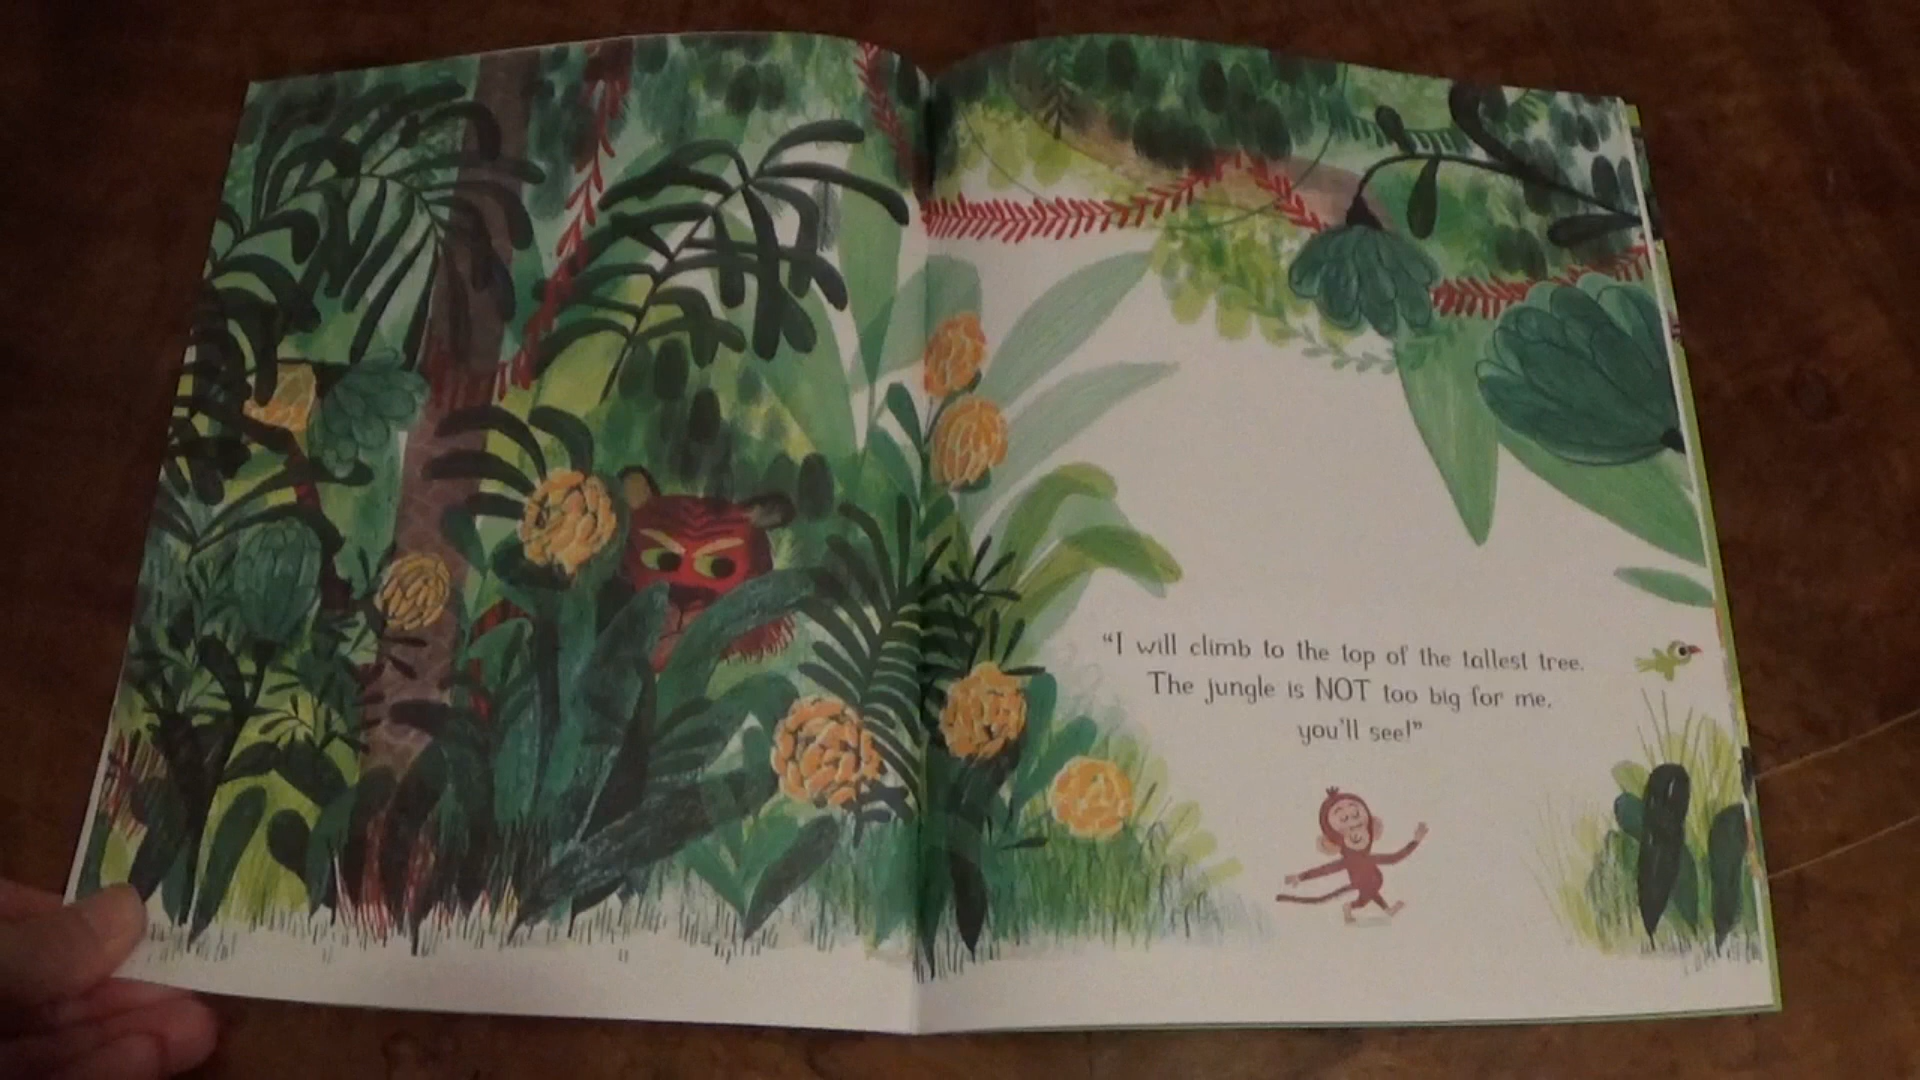 “I will climb to the top of the tallest tree.
The jungle is NOT too big for me,
you’ll see!”